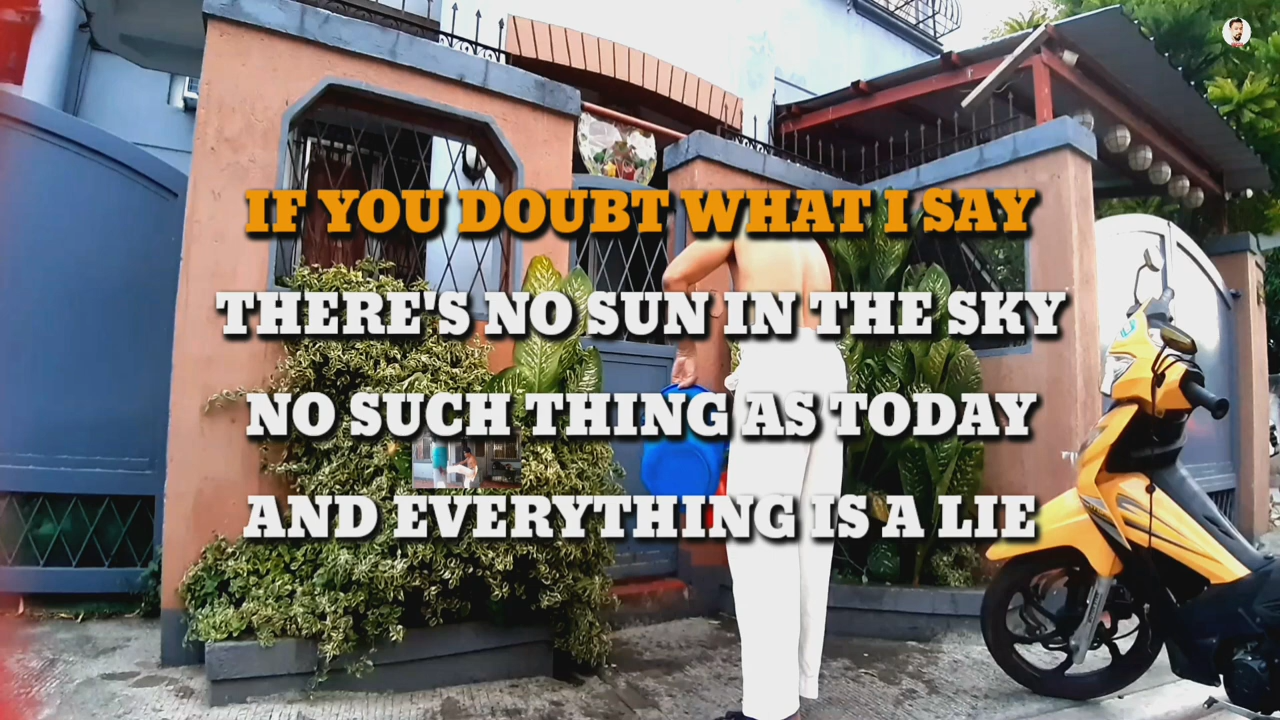 IF YOU DOUBT WHAT I SAY
THERE'S NO SUN IN THE SKY
NO SUCH THING AS TODAY
AND EVERYTHING IS A LIE